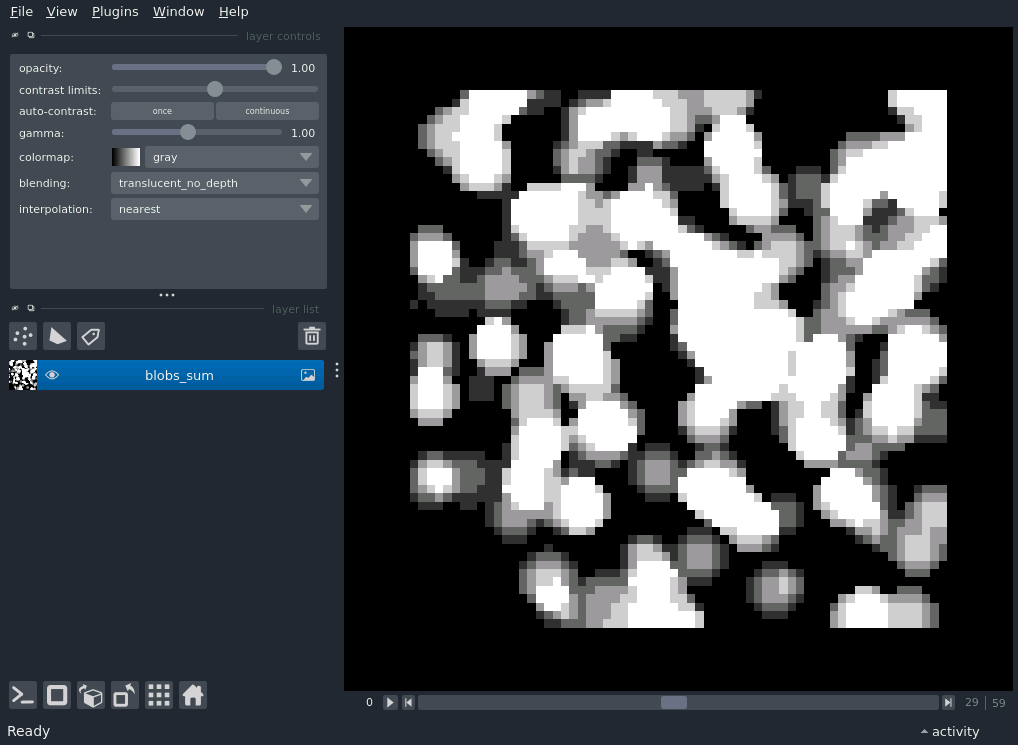 File View Plugins Window Help
layer controls
opacity: 1.00
contrast limits:
auto-contrast: once continuous
gamma: 1.00
colormap: gray
blending: translucent_no_depth
interpolation: nearest
layer list
blobs_sum
0 29 59
Ready activity